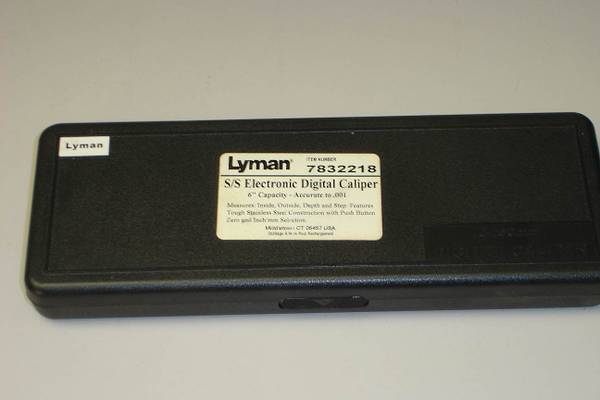 Lyman
Lyman® ITEM NUMBER
7832218
S/S Electronic Digital Caliper
6" Capacity - Accurate to .001
Measures: Inside, Outside, Depth and Step Features
Tough Stainless Steel Construction with Push Button
Zero and Inch/mm Selection.
Middletown, CT 06457 USA